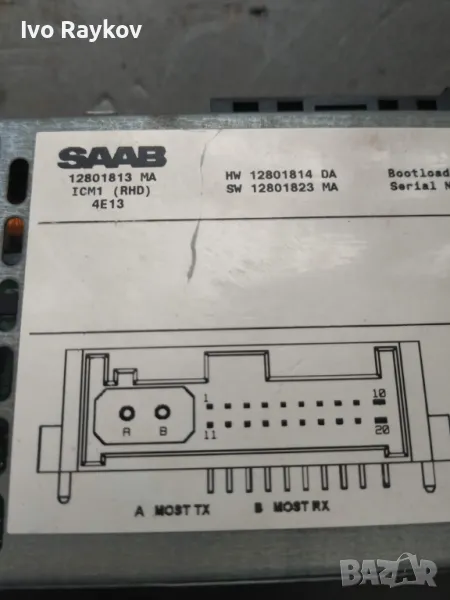 Ivo Raykov
SAAB
12801813 MA
ICM1 (RHD)
4E13
HW 12801814 DA
SW 12801823 MA
Bootload
Serial N
1
10
A
B
11
20
A MOST TX
B MOST RX
bazar